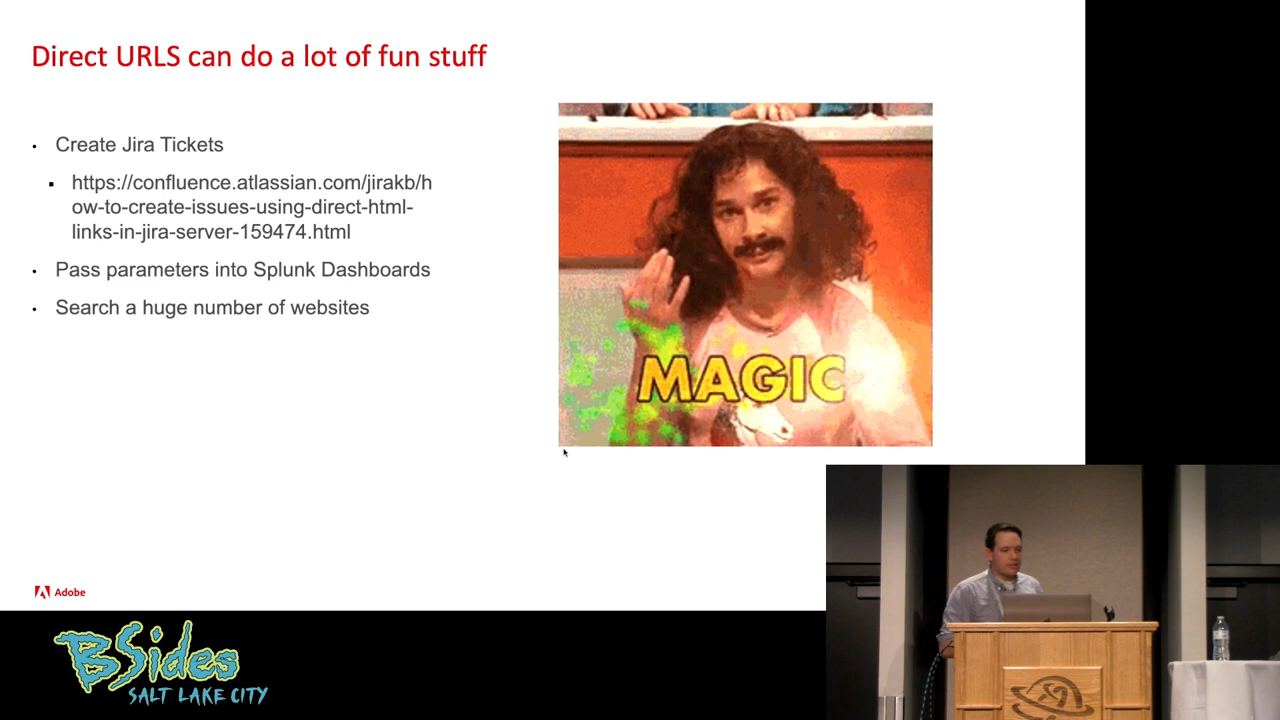 Direct URLS can do a lot of fun stuff
Create Jira Tickets
https://confluence.atlassian.com/jirakb/h
ow-to-create-issues-using-direct-html-
links-in-jira-server-159474.html
Pass parameters into Splunk Dashboards
Search a huge number of websites
MAGIC
Adobe
BSides
SALT LAKE CITY